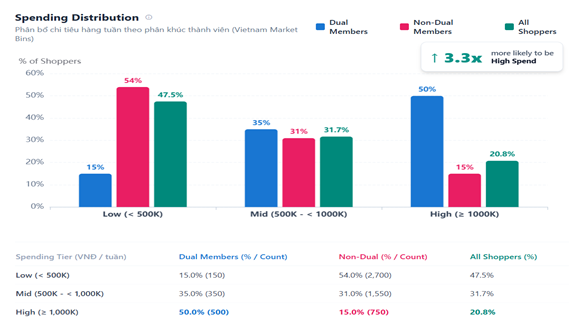 Spending Distribution
Phân bổ chi tiêu hàng tuần theo phân khúc thành viên (Vietnam Market
Bins)
Dual
Members
Non-Dual
Members
All
Shoppers
↑ 3.3x more likely to be
High Spend
% of Shoppers
60%
50%
40%
30%
20%
10%
0%
15% 54% 47.5%
35% 31% 31.7%
50% 15% 20.8%
Low (< 500K) Mid (500K - < 1000K) High (≥ 1000K)
Spending Tier (VNĐ / tuần) Dual Members (% / Count) Non-Dual (% / Count) All Shoppers (%)
Low (< 500K) 15.0% (150) 54.0% (2,700) 47.5%
Mid (500K - < 1,000K) 35.0% (350) 31.0% (1,550) 31.7%
High (≥ 1,000K) 50.0% (500) 15.0% (750) 20.8%